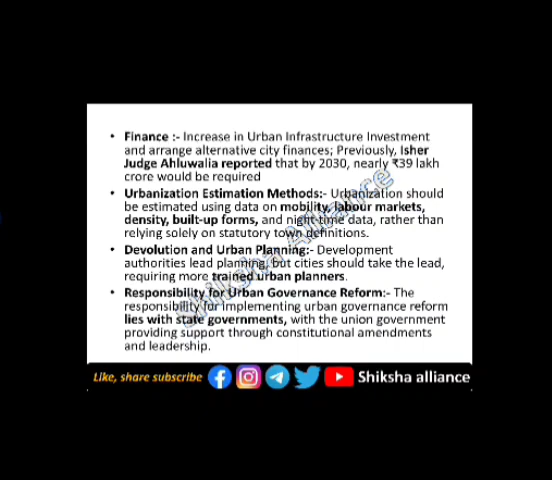 • Finance :- Increase in Urban Infrastructure Investment
and arrange alternative city finances; Previously, Isher
Judge Ahluwalia reported that by 2030, nearly ₹39 lakh
crore would be required
• Urbanization Estimation Methods:- Urbanization should
be estimated using data on mobility, labour markets,
density, built-up forms, and night-time data, rather than
relying solely on statutory town definitions.
• Devolution and Urban Planning:- Development
authorities lead planning, but cities should take the lead,
requiring more trained urban planners.
• Responsibility for Urban Governance Reform:- The
responsibility for implementing urban governance reform
lies with state governments, with the union government
providing support through constitutional amendments
and leadership.
Shiksha Alliance
Like, share subscribe Shiksha alliance